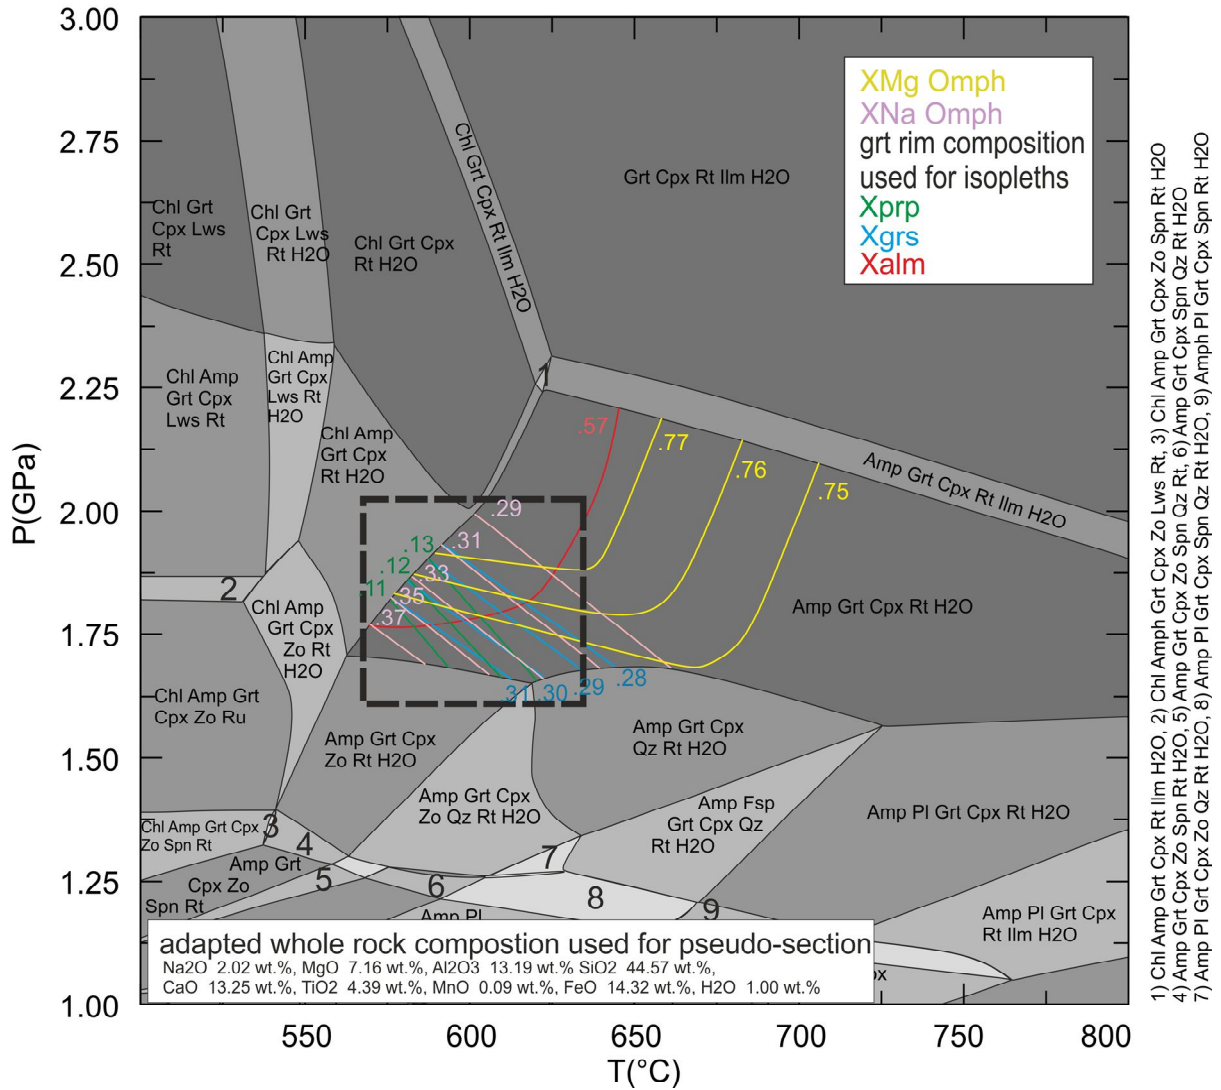 3.00
2.75
2.50
2.25
2.00
1.75
1.50
1.25
1.00
P(GPa)
550
600
650
700
750
800
T(°C)
XMg Omph
XNa Omph
grt rim composition
used for isopleths
Xprp
Xgrs
Xalm
Grt Cpx Rt Ilm H2O
Chl Grt Cpx Rt Ilm H2O
Chl Grt
Cpx Lws
Rt
Chl Grt
Cpx Lws
Rt H2O
Chl Grt Cpx
Rt H2O
Chl Amp
Grt Cpx
Lws Rt
Chl Amp
Grt Cpx
Lws Rt
H2O
Chl Amp
Grt Cpx
Rt H2O
1
.57
.77
.76
.75
Amp Grt Cpx Rt Ilm H2O
.29
.31
.33
.35
.37
.13
.12
.11
.31
.30
.29
.28
Amp Grt Cpx Rt H2O
2
Chl Amp
Grt Cpx
Zo Rt
H2O
Chl Amp Grt
Cpx Zo Ru
Amp Grt Cpx
Zo Rt H2O
Amp Grt Cpx
Qz Rt H2O
Amp Grt Cpx
Zo Qz Rt H2O
Amp Fsp
Grt Cpx Qz
Rt H2O
Amp Pl Grt Cpx Rt H2O
Chl Amp Grt Cpx
Zo Spn Rt
3
4
5
6
7
8
9
Amp Grt
Cpx Zo
Spn Rt
Amp Pl
Amp Pl Grt Cpx
Rt Ilm H2O
adapted whole rock compostion used for pseudo-section
Na2O 2.02 wt.%, MgO 7.16 wt.%, Al2O3 13.19 wt.% SiO2 44.57 wt.%,
CaO 13.25 wt.%, TiO2 4.39 wt.%, MnO 0.09 wt.%, FeO 14.32 wt.%, H2O 1.00 wt.%
1) Chl Amp Grt Cpx Rt Ilm H2O, 2) Chl Amph Grt Cpx Zo Lws Rt, 3) Chl Amp Grt Cpx Zo Spn Rt H2O
4) Amp Grt Cpx Zo Spn Rt H2O, 5) Amp Grt Cpx Zo Spn Qz Rt, 6) Amp Grt Cpx Spn Qz Rt H2O
7) Amp Pl Grt Cpx Zo Qz Rt H2O, 8) Amp Pl Grt Cpx Spn Qz Rt H2O, 9) Amph Pl Grt Cpx Spn Rt H2O